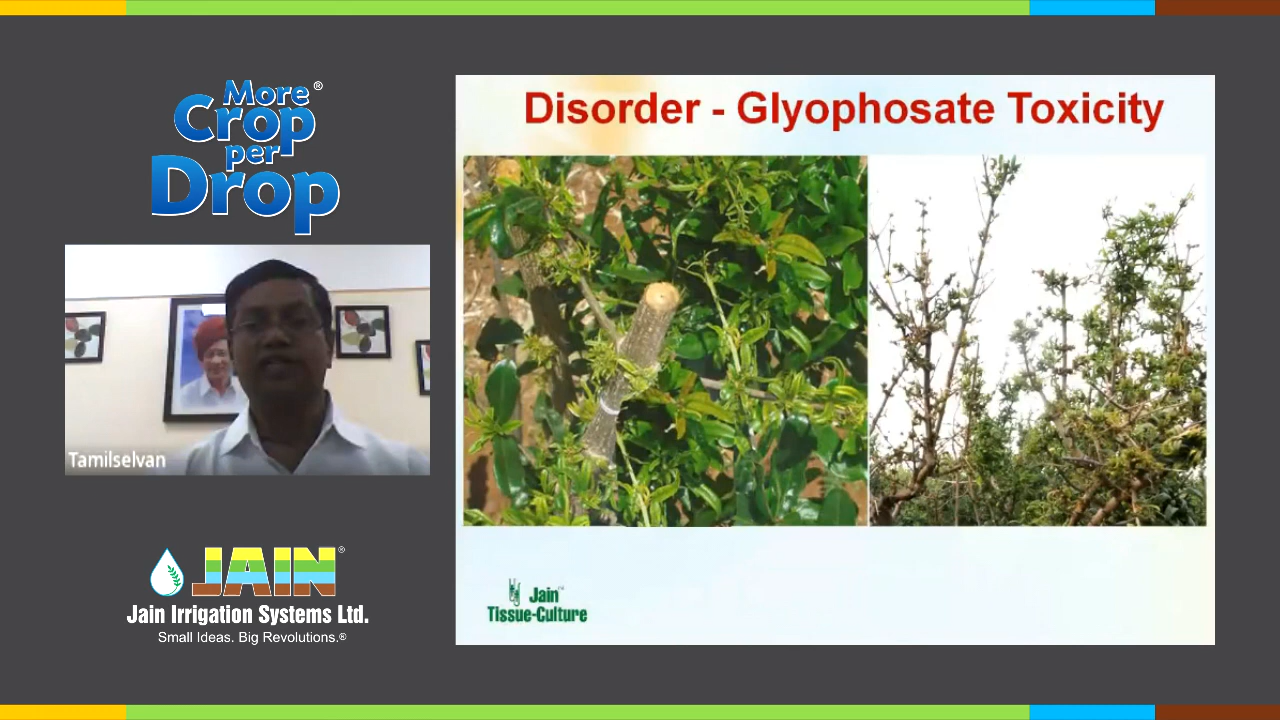 More®
Crop
per
Drop
Disorder - Glyophosate Toxicity
Tamilselvan
JAIN®
Jain Irrigation Systems Ltd.
Small Ideas. Big Revolutions.®
Jain™
Tissue-Culture